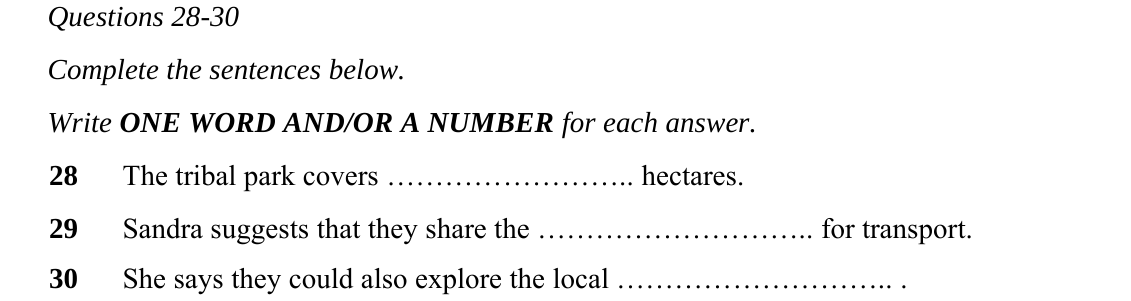 Questions 28-30
Complete the sentences below.
Write ONE WORD AND/OR A NUMBER for each answer.
28 The tribal park covers …………………….. hectares.
29 Sandra suggests that they share the ……………………….. for transport.
30 She says they could also explore the local ……………………….. .